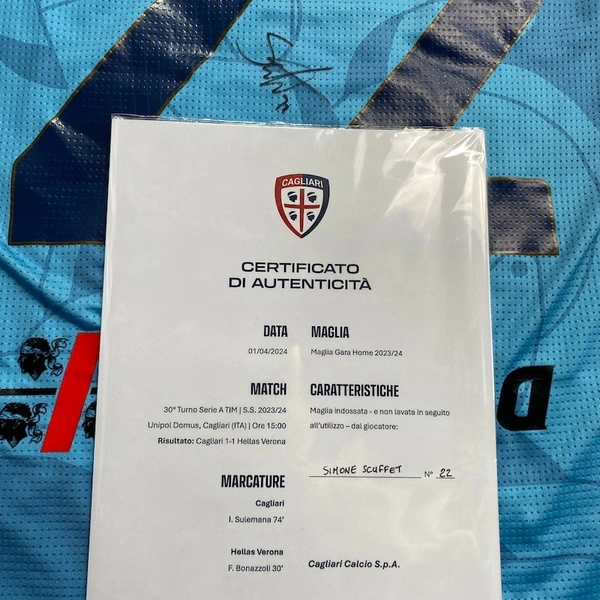 CAGLIARI
CERTIFICATO
DI AUTENTICITÀ
DATA
01/04/2024
MAGLIA
Maglia Gara Home 2023/24
MATCH
30° Turno Serie A TIM | S.S. 2023/24
Unipol Domus, Cagliari (ITA) | Ore 15:00
Risultato: Cagliari 1-1 Hellas Verona
CARATTERISTICHE
Maglia indossata - e non lavata in seguito
all'utilizzo – dal giocatore:
SIMONE SCUFFET N° 22
MARCATURE
Cagliari
I. Sulemana 74'
Hellas Verona
F. Bonazzoli 30'
Cagliari Calcio S.p.A.